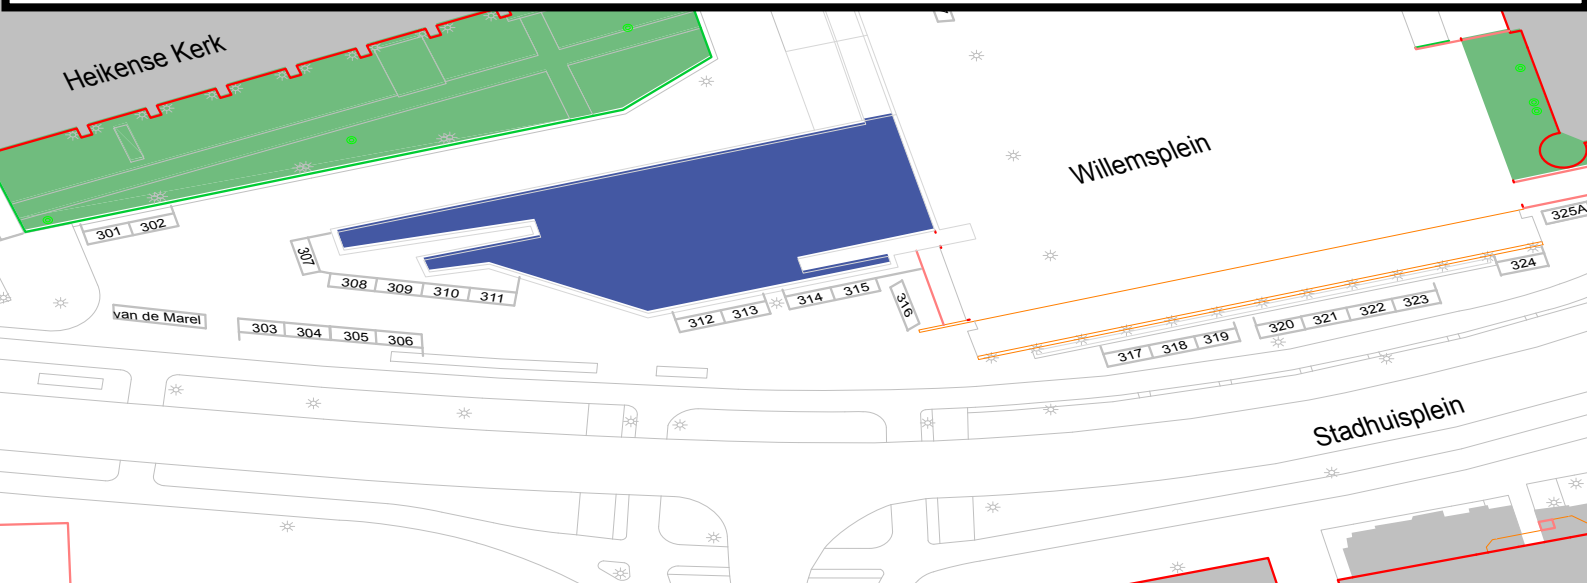 Heikense Kerk
Willemsplein
301 302
307
308 309 310 311
312 313
314 315
316
325A
324
van de Marel
303 304 305 306
317 318 319
320 321 322 323
Stadhuisplein